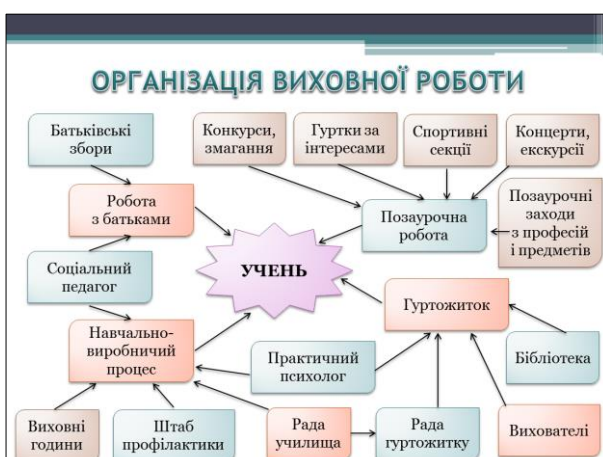 ОРГАНІЗАЦІЯ ВИХОВНОЇ РОБОТИ
Батьківські
збори
Конкурси,
змагання
Гуртки за
інтересами
Спортивні
секції
Концерти,
екскурсії
Робота
з батьками
Позаурочна
робота
Позаурочні
заходи
з професій
і предметів
Соціальний
педагог
УЧЕНЬ
Гуртожиток
Навчально-
виробничий
процес
Практичний
психолог
Бібліотека
Виховні
години
Штаб
профілактики
Рада
училища
Рада
гуртожитку
Вихователі